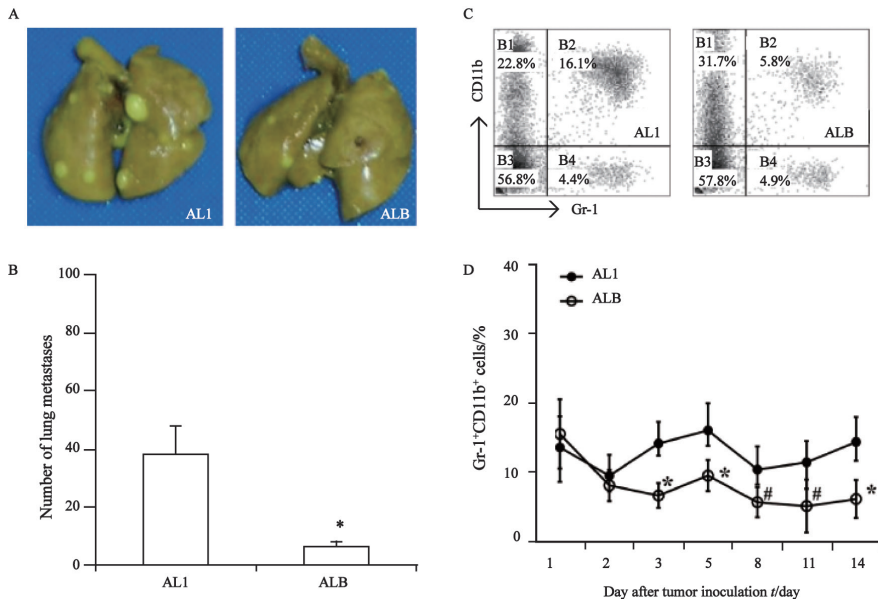 A
AL1
ALB
B
Number of lung metastases
100
80
60
40
20
0
*
AL1
ALB
C
CD11b
B1
22.8%
B2
16.1%
AL1
B3
56.8%
B4
4.4%
B1
31.7%
B2
5.8%
ALB
B3
57.8%
B4
4.9%
Gr-1
D
Gr-1⁺CD11b⁺ cells/%
40
30
20
10
0
AL1
ALB
*
*
#
#
*
1 2 3 5 8 11 14
Day after tumor inoculation t/day